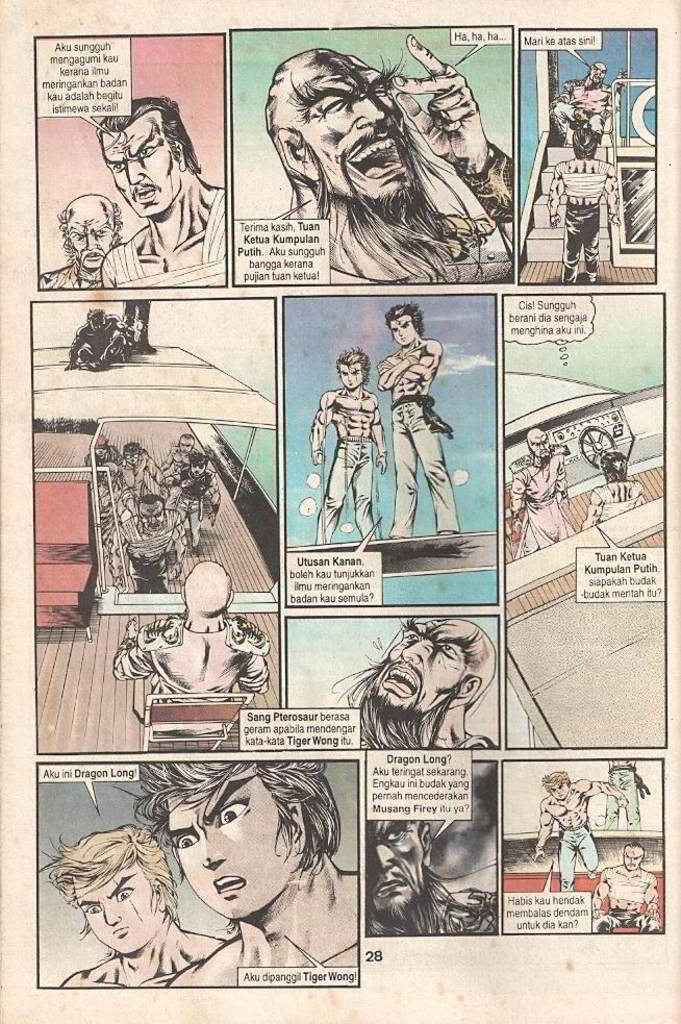 Aku sungguh
mengagumi kau
kerana ilmu
meringankan badan
kau adalah begitu
istimewa sekali!
Ha, ha, ha...
Terima kasih, Tuan
Ketua Kumpulan
Putih. Aku sungguh
bangga kerana
pujian tuan ketua!
Mari ke atas sini!
Sang Pterosaur berasa
geram apabila mendengar
kata-kata Tiger Wong itu.
Utusan Kanan,
boleh kau tunjukkan
ilmu meringankan
badan kau semula?
Cis! Sungguh
berani dia sengaja
menghina aku ini.
Tuan Ketua
Kumpulan Putih,
siapakah budak
-budak mentah itu?
Aku ini Dragon Long!
Aku dipanggil Tiger Wong!
Dragon Long?
Aku teringat sekarang.
Engkau ini budak yang
pernah mencederakan
Musang Firey itu ya?
Habis kau hendak
membalas dendam
untuk dia kan?
28